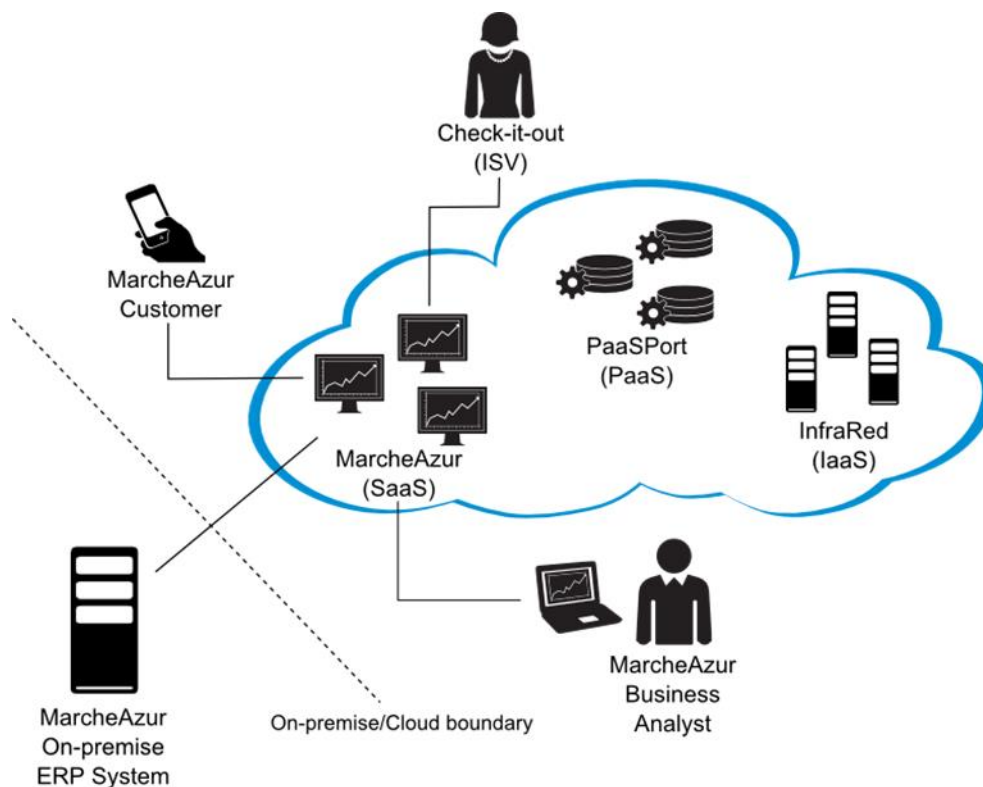 Check-it-out
(ISV)
MarcheAzur
Customer
PaaSPort
(PaaS)
InfraRed
(IaaS)
MarcheAzur
(SaaS)
MarcheAzur
Business
Analyst
On-premise/Cloud boundary
MarcheAzur
On-premise
ERP System